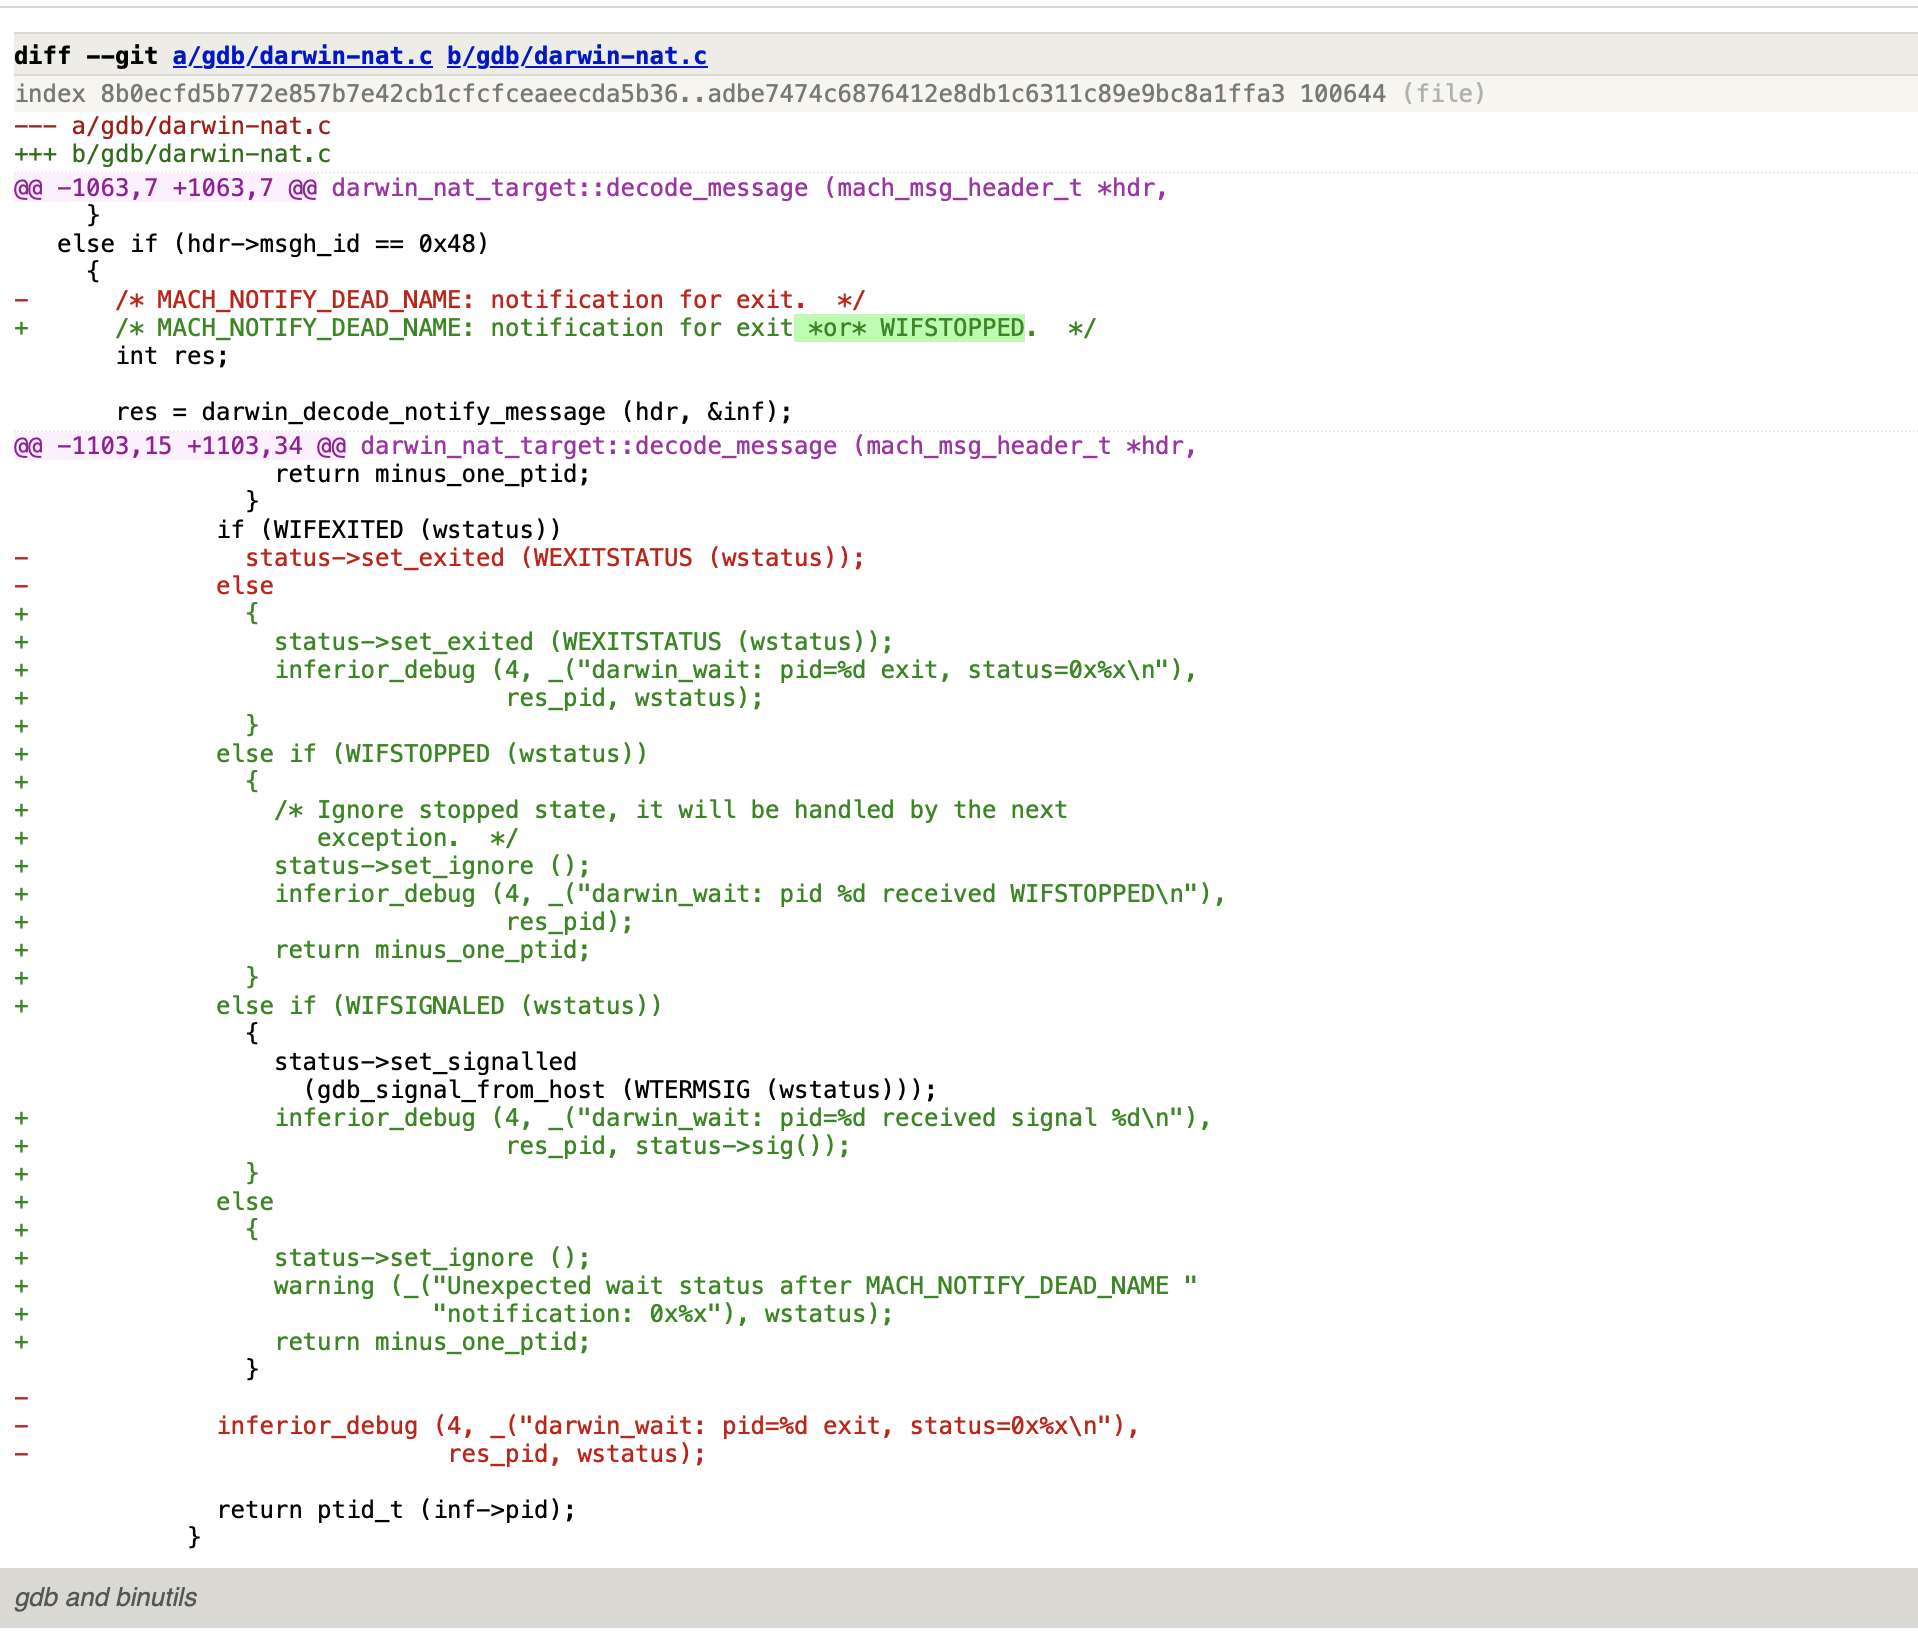 diff --git a/gdb/darwin-nat.c b/gdb/darwin-nat.c
index 8b0ecfd5b772e857b7e42cb1cfcfceaeecda5b36..adbe7474c6876412e8db1c6311c89e9bc8a1ffa3 100644 (file)
--- a/gdb/darwin-nat.c
+++ b/gdb/darwin-nat.c
@@ -1063,7 +1063,7 @@ darwin_nat_target::decode_message (mach_msg_header_t *hdr,
     }
   else if (hdr->msgh_id == 0x48)
     {
-      /* MACH_NOTIFY_DEAD_NAME: notification for exit.  */
+      /* MACH_NOTIFY_DEAD_NAME: notification for exit *or* WIFSTOPPED.  */
       int res;

       res = darwin_decode_notify_message (hdr, &inf);
@@ -1103,15 +1103,34 @@ darwin_nat_target::decode_message (mach_msg_header_t *hdr,
                  return minus_one_ptid;
                }
              if (WIFEXITED (wstatus))
-               status->set_exited (WEXITSTATUS (wstatus));
-             else
+               {
+                 status->set_exited (WEXITSTATUS (wstatus));
+                 inferior_debug (4, _("darwin_wait: pid=%d exit, status=0x%x\n"),
+                                 res_pid, wstatus);
+               }
+             else if (WIFSTOPPED (wstatus))
+               {
+                 /* Ignore stopped state, it will be handled by the next
+                    exception.  */
+                 status->set_ignore ();
+                 inferior_debug (4, _("darwin_wait: pid %d received WIFSTOPPED\n"),
+                                 res_pid);
+                 return minus_one_ptid;
+               }
+             else if (WIFSIGNALED (wstatus))
                {
                  status->set_signalled
                    (gdb_signal_from_host (WTERMSIG (wstatus)));
+                 inferior_debug (4, _("darwin_wait: pid=%d received signal %d\n"),
+                                 res_pid, status->sig());
+               }
+             else
+               {
+                 status->set_ignore ();
+                 warning (_("Unexpected wait status after MACH_NOTIFY_DEAD_NAME "
+                            "notification: 0x%x"), wstatus);
+                 return minus_one_ptid;
                }
-
-             inferior_debug (4, _("darwin_wait: pid=%d exit, status=0x%x\n"),
-                             res_pid, wstatus);

              return ptid_t (inf->pid);
            }
gdb and binutils